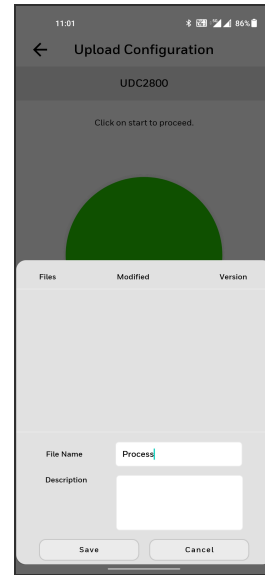 11:01 86%
Upload Configuration
UDC2800
Click on start to proceed.
Files Modified Version
File Name Process
Description
Save Cancel